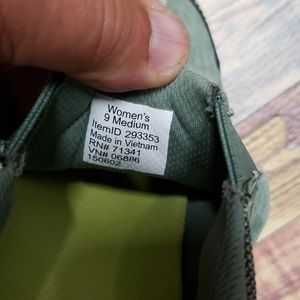 Women's
9 Medium
ItemID 293353
Made in Vietnam
RN# 71341
VN# 06886
150602